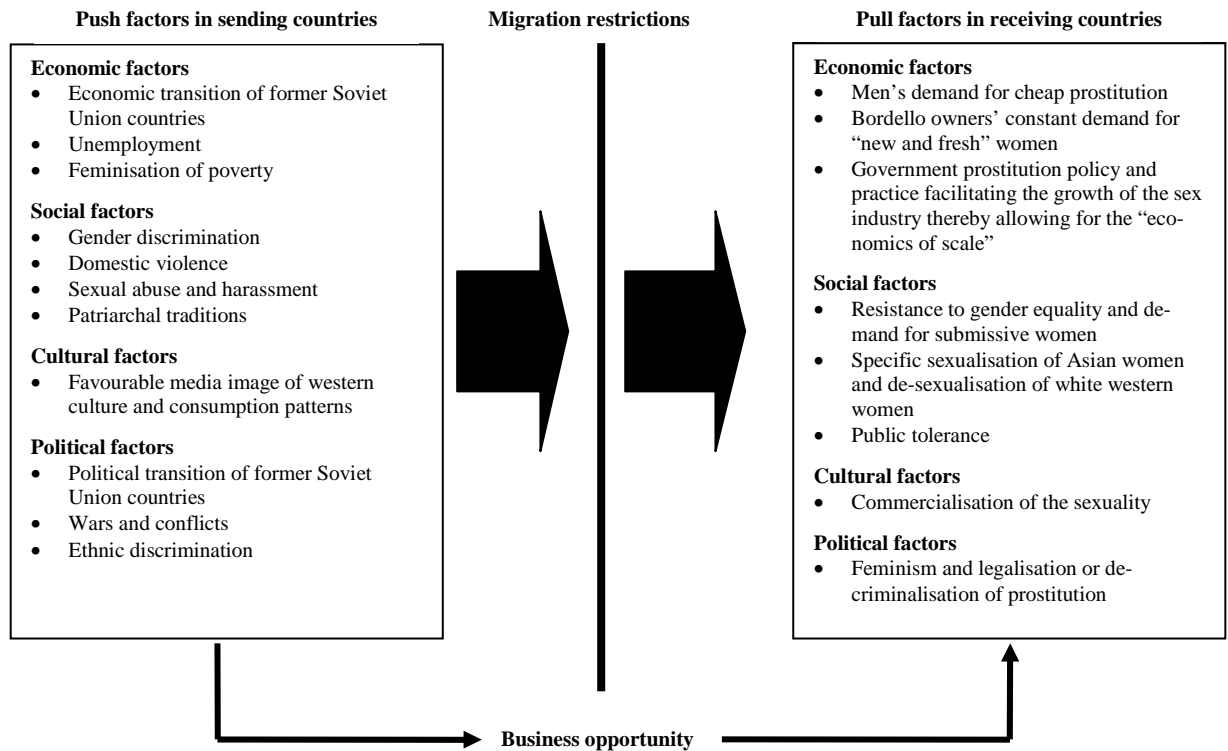 Push factors in sending countries
Economic factors
• Economic transition of former Soviet
Union countries
• Unemployment
• Feminisation of poverty
Social factors
• Gender discrimination
• Domestic violence
• Sexual abuse and harassment
• Patriarchal traditions
Cultural factors
• Favourable media image of western
culture and consumption patterns
Political factors
• Political transition of former Soviet
Union countries
• Wars and conflicts
• Ethnic discrimination
Migration restrictions
Pull factors in receiving countries
Economic factors
• Men’s demand for cheap prostitution
• Bordello owners’ constant demand for
“new and fresh” women
• Government prostitution policy and
practice facilitating the growth of the sex
industry thereby allowing for the “eco-
nomics of scale”
Social factors
• Resistance to gender equality and de-
mand for submissive women
• Specific sexualisation of Asian women
and de-sexualisation of white western
women
• Public tolerance
Cultural factors
• Commercialisation of the sexuality
Political factors
• Feminism and legalisation or de-
criminalisation of prostitution
Business opportunity